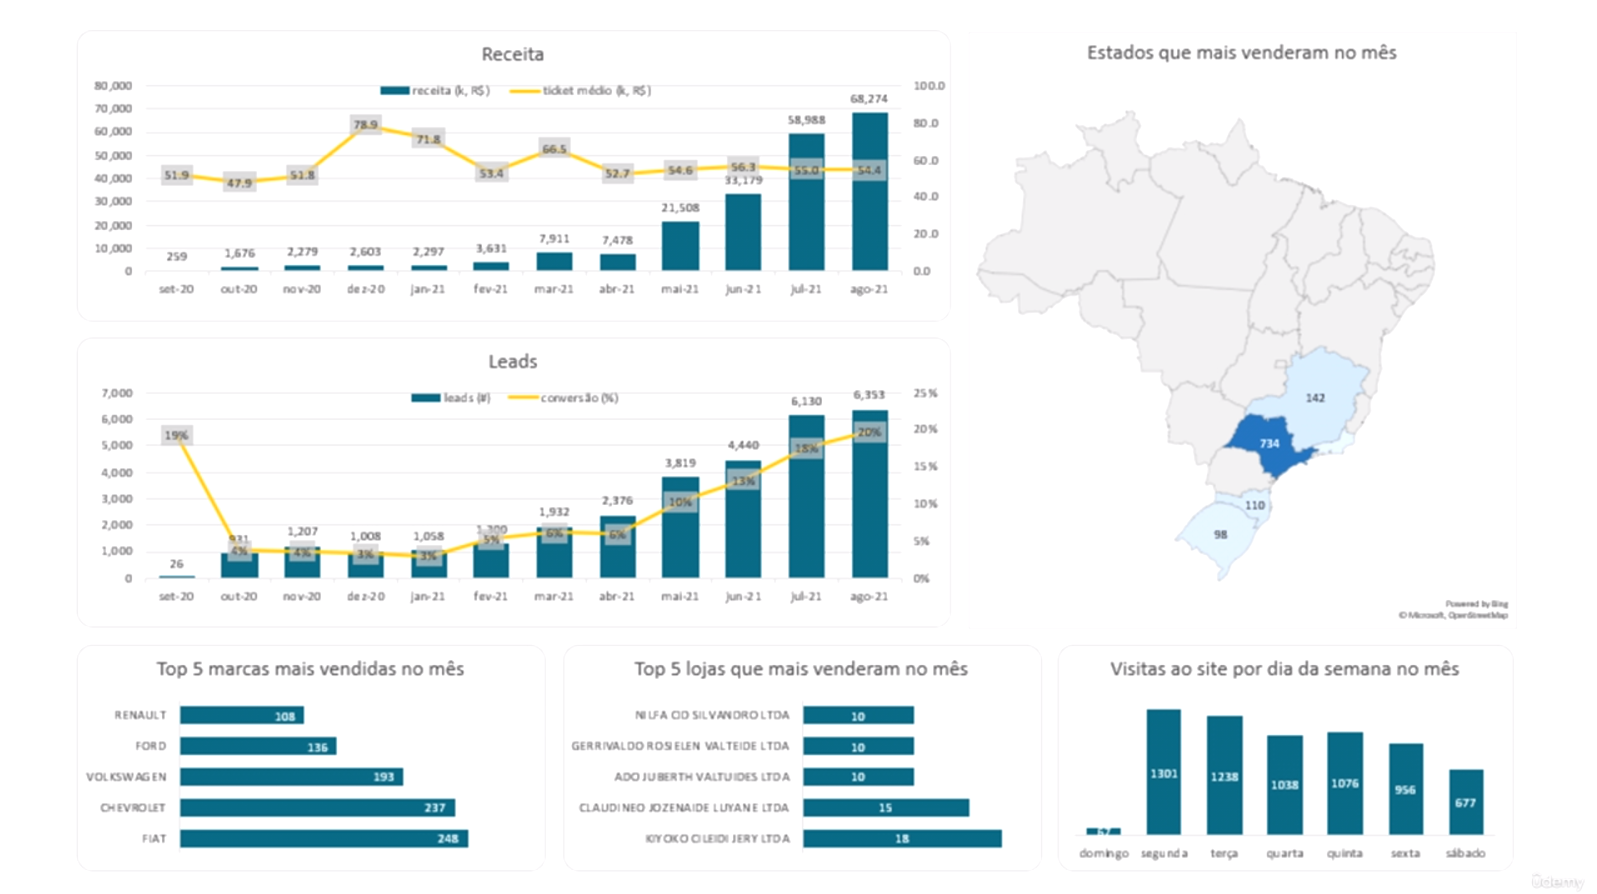 Receita
receita (k, R$) ticket médio (k, R$)
80,000
70,000
60,000
50,000
40,000
30,000
20,000
10,000
0
100.0
80.0
60.0
40.0
20.0
0.0
51.9 47.9 51.8 78.9 71.8 53.4 66.5 52.7 54.6 56.3 55.0 54.4
259 1,676 2,279 2,603 2,297 3,631 7,911 7,478 21,508 33,179 58,988 68,274
set-20 out-20 nov-20 dez-20 jan-21 fev-21 mar-21 abr-21 mai-21 jun-21 jul-21 ago-21
Estados que mais venderam no mês
142
734
110
98
Powered by Bing
© Microsoft, OpenStreetMap
Leads
leads (#) conversão (%)
7,000
6,000
5,000
4,000
3,000
2,000
1,000
0
25%
20%
15%
10%
5%
0%
26 931 1,207 1,008 1,058 1,932 2,376 3,819 4,440 6,130 6,353
19% 4% 4% 3% 3% 5% 6% 6% 10% 13% 18% 20%
set-20 out-20 nov-20 dez-20 jan-21 fev-21 mar-21 abr-21 mai-21 jun-21 jul-21 ago-21
Top 5 marcas mais vendidas no mês
RENAULT 108
FORD 136
VOLKSWAGEN 193
CHEVROLET 237
FIAT 248
Top 5 lojas que mais venderam no mês
NILFA CID SILVANDRO LTDA 10
GERRIVALDO ROSIELEN VALTEIDE LTDA 10
ADO JUBERTH VALTUIDES LTDA 10
CLAUDINEO JOZENAIDE LUYANE LTDA 15
KIYOKO CILEIDI JERY LTDA 18
Visitas ao site por dia da semana no mês
67 1301 1238 1038 1076 956 677
domingo segunda terça quarta quinta sexta sábado
ûdemy